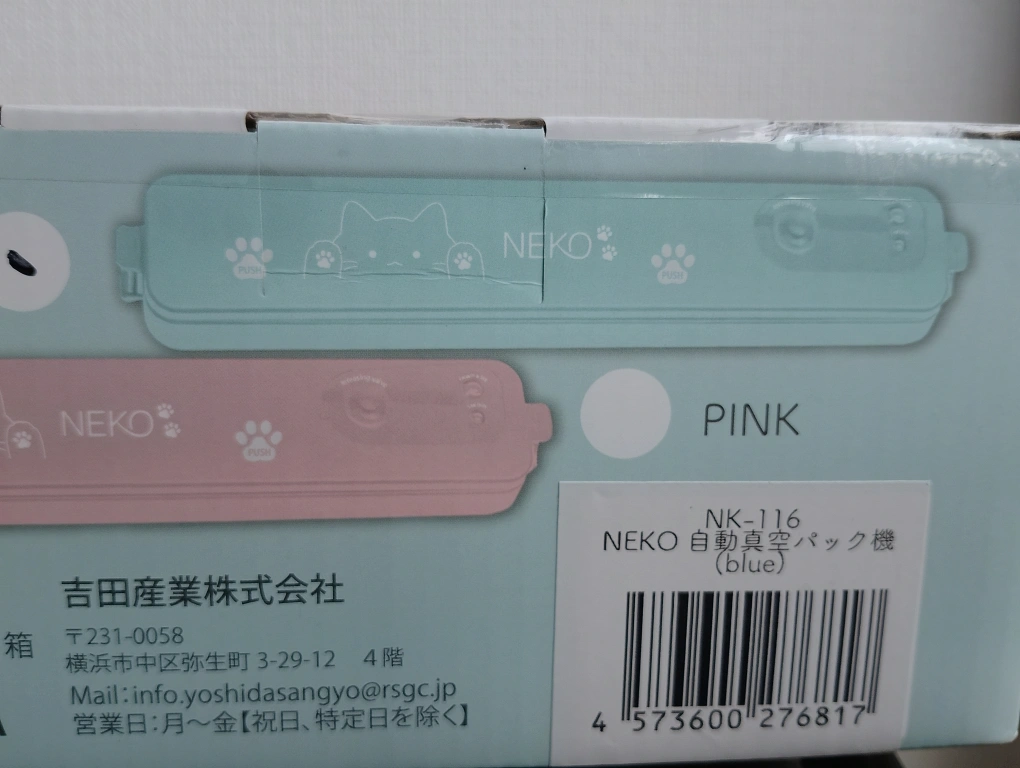 PUSH
NEKO
PUSH
NEKO
PUSH
PINK
NK-116
NEKO 自動真空パック機
(blue)
4 573600 276817
吉田産業株式会社
箱
〒231-0058
横浜市中区弥生町 3-29-12 4階
Mail:info.yoshidasangyo@rsgc.jp
営業日:月〜金【祝日、特定日を除く】